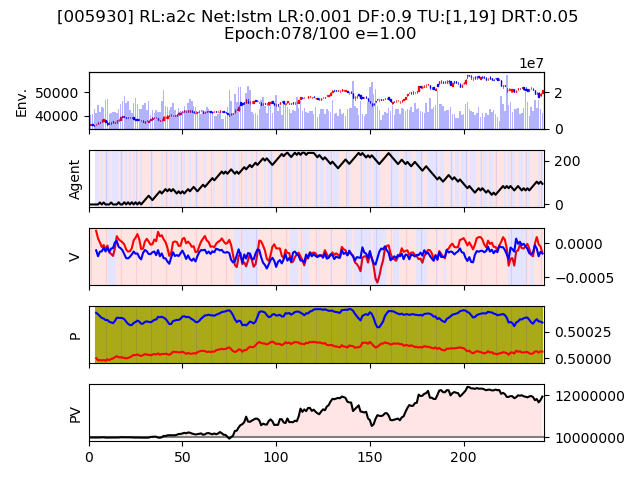 [005930] RL:a2c Net:lstm LR:0.001 DF:0.9 TU:[1,19] DRT:0.05
Epoch:078/100 e=1.00
1e7
Env.
50000
40000
2
0
Agent
200
0
V
0.0000
−0.0005
P
0.50025
0.50000
PV
12000000
10000000
0 50 100 150 200